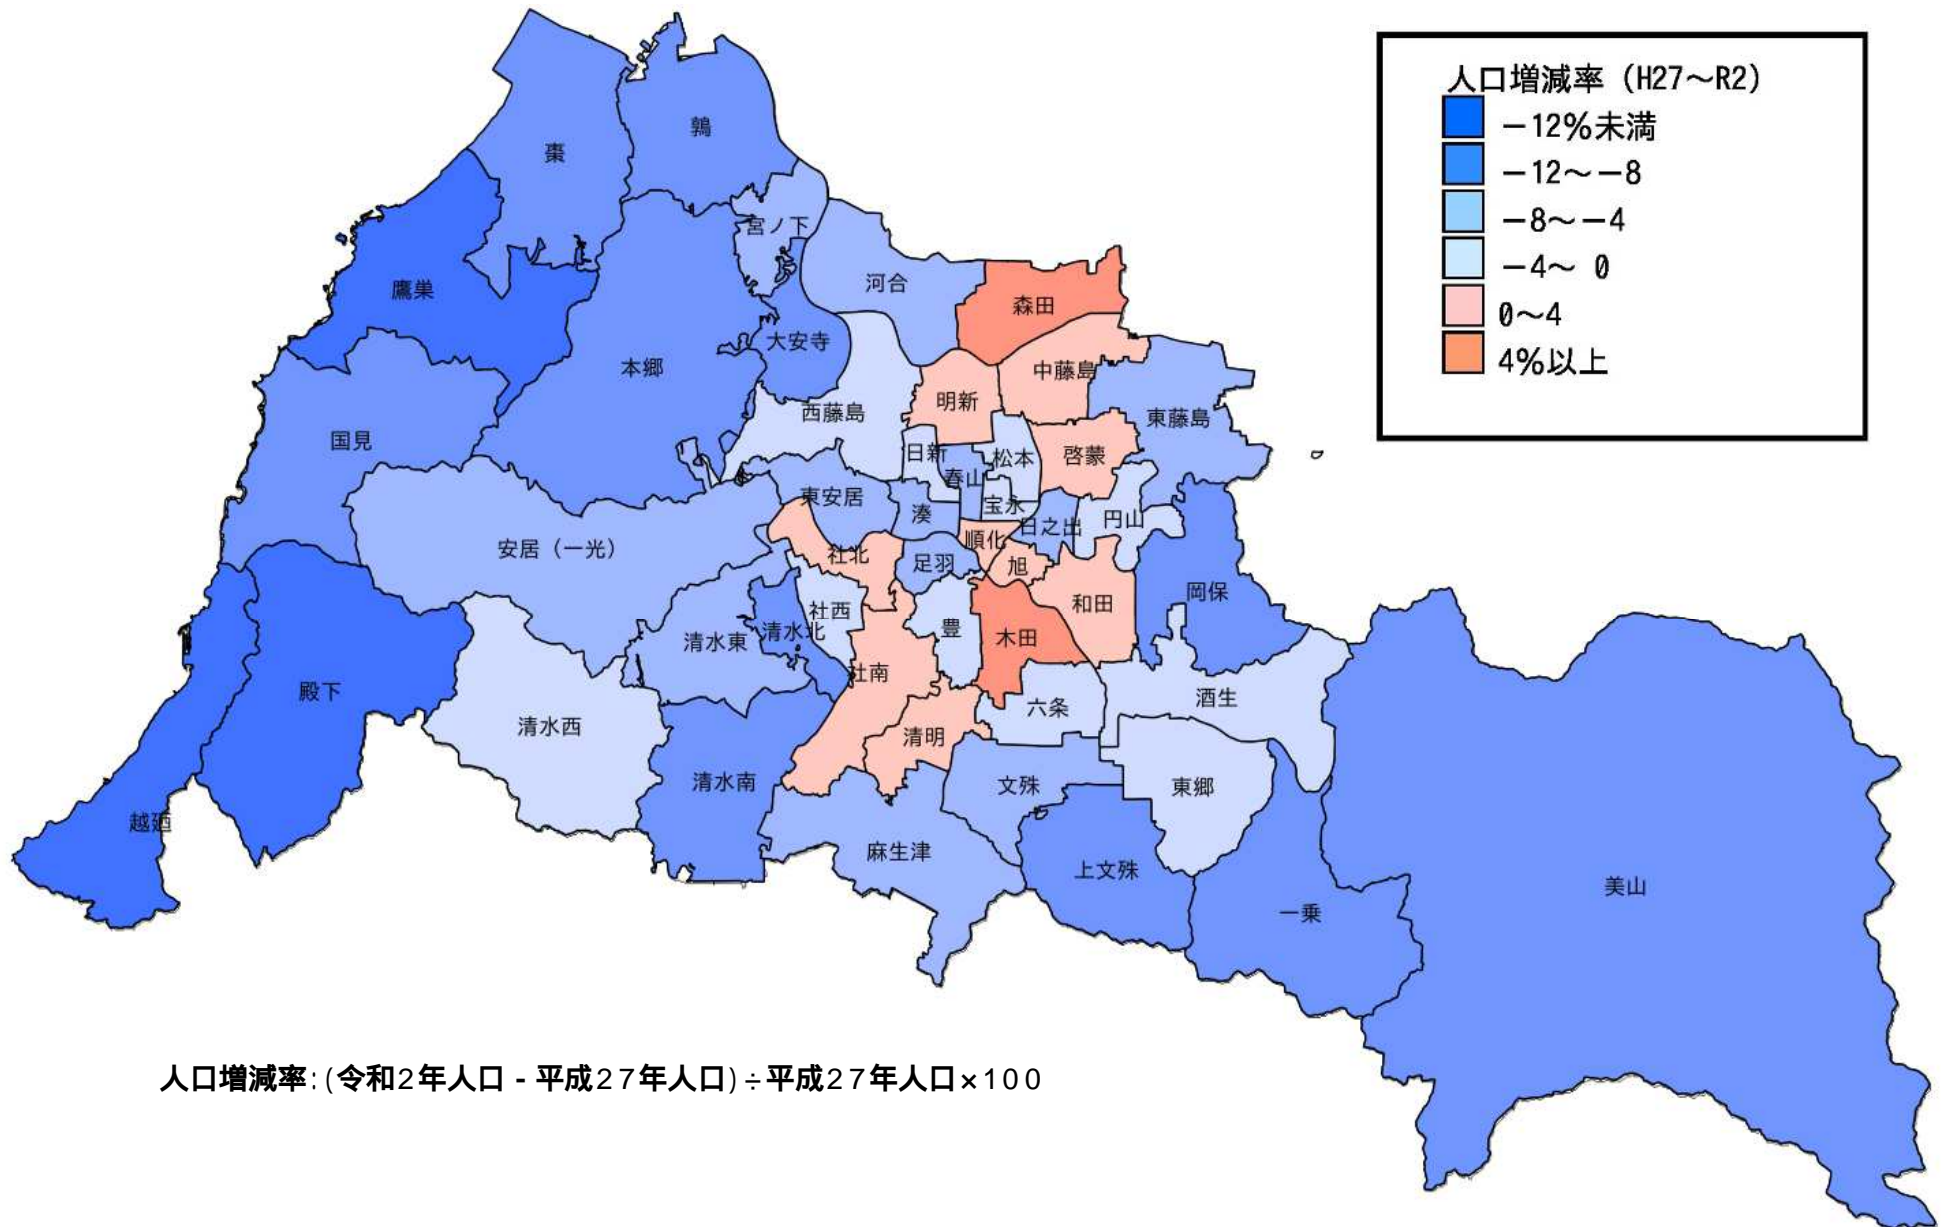 人口増減率（H27～R2）
－12%未満
－12～－8
－8～－4
－4～ 0
0～4
4%以上
鶉
棗
宮ノ下
河合
鷹巣
森田
大安寺
本郷
中藤島
明新
西藤島
東藤島
国見
日新
松本
啓蒙
春山
東安居
宝永
湊
円山
日之出
順化
安居（一光）
社北
足羽
旭
岡保
和田
社西
豊
清水北
木田
清水東
社南
殿下
酒生
六条
清水西
清明
清水南
文殊
東郷
越廼
麻生津
上文殊
美山
一乗
人口増減率:(令和2年人口 - 平成27年人口)÷平成27年人口×100